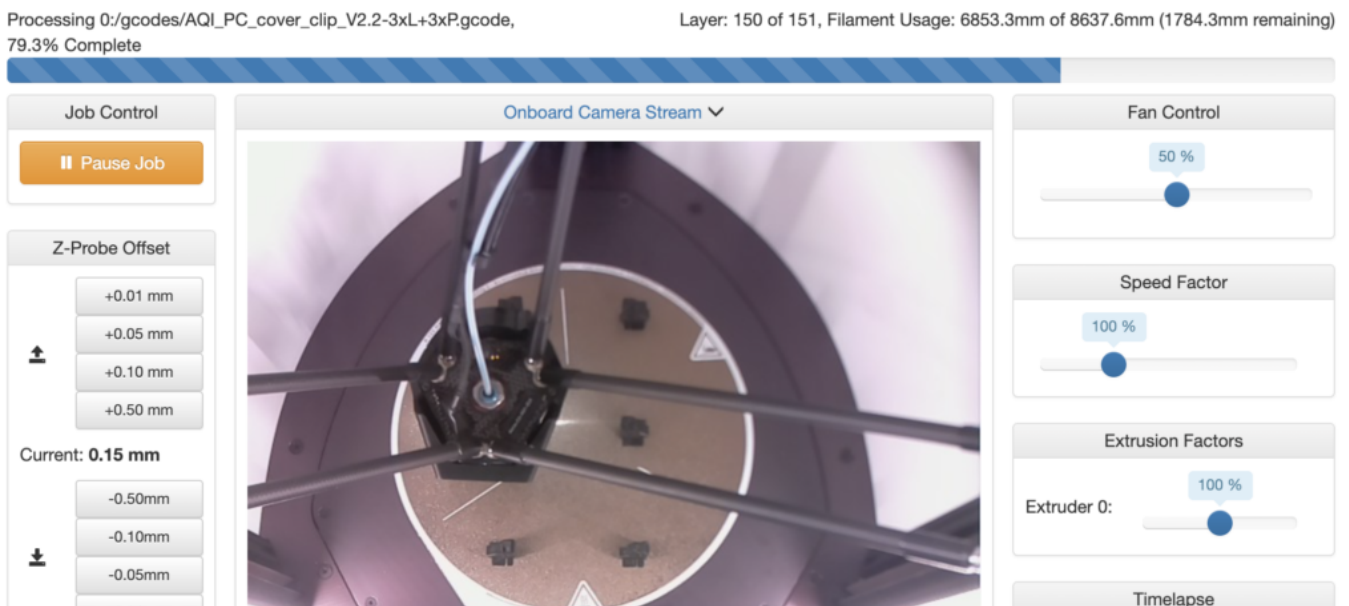 Processing 0:/gcodes/AQI_PC_cover_clip_V2.2-3xL+3xP.gcode,
79.3% Complete
Layer: 150 of 151, Filament Usage: 6853.3mm of 8637.6mm (1784.3mm remaining)
Job Control
Pause Job
Z-Probe Offset
+0.01 mm
+0.05 mm
+0.10 mm
+0.50 mm
Current: 0.15 mm
-0.50mm
-0.10mm
-0.05mm
Onboard Camera Stream
Fan Control
50 %
Speed Factor
100 %
Extrusion Factors
100 %
Extruder 0:
Timelapse